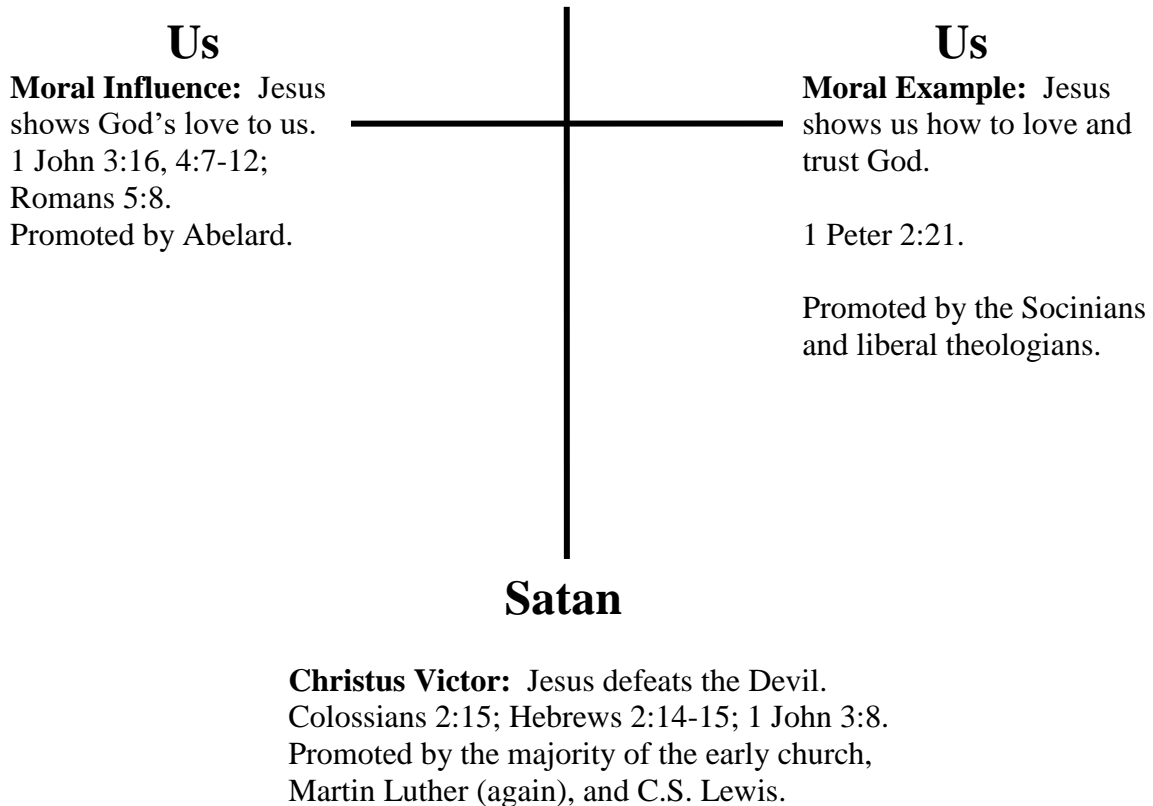 Us
Moral Influence:  Jesus
shows God’s love to us.
1 John 3:16, 4:7-12;
Romans 5:8.
Promoted by Abelard.
Us
Moral Example:  Jesus
shows us how to love and
trust God.
1 Peter 2:21.
Promoted by the Socinians
and liberal theologians.
Satan
Christus Victor:  Jesus defeats the Devil.
Colossians 2:15; Hebrews 2:14-15; 1 John 3:8.
Promoted by the majority of the early church,
Martin Luther (again), and C.S. Lewis.